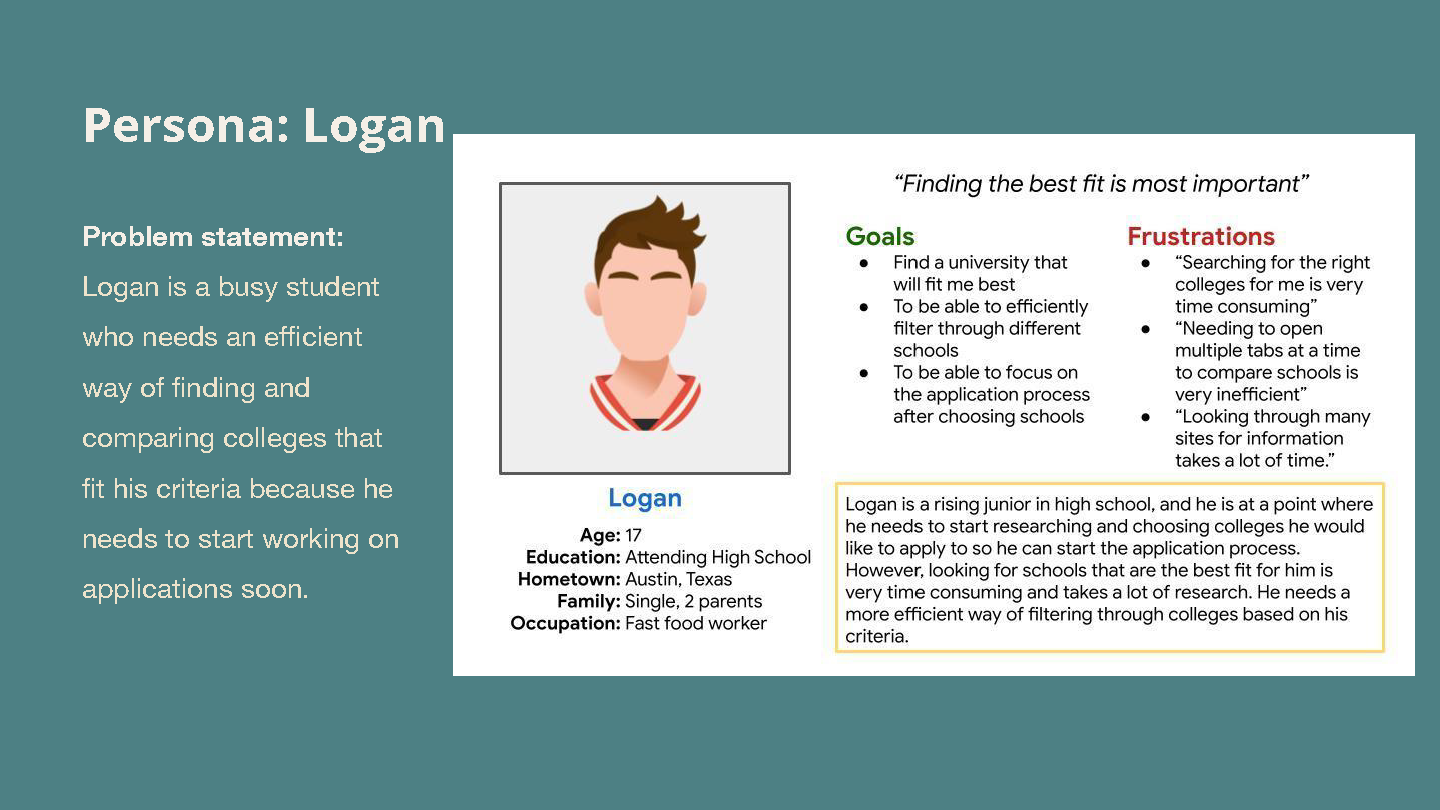 Persona: Logan
Problem statement:
Logan is a busy student
who needs an efficient
way of finding and
comparing colleges that
fit his criteria because he
needs to start working on
applications soon.
“Finding the best fit is most important”
Goals
● Find a university that
will fit me best
● To be able to efficiently
filter through different
schools
● To be able to focus on
the application process
after choosing schools
Frustrations
● “Searching for the right
colleges for me is very
time consuming”
● “Needing to open
multiple tabs at a time
to compare schools is
very inefficient”
● “Looking through many
sites for information
takes a lot of time.”
Logan
Age: 17
Education: Attending High School
Hometown: Austin, Texas
Family: Single, 2 parents
Occupation: Fast food worker
Logan is a rising junior in high school, and he is at a point where
he needs to start researching and choosing colleges he would
like to apply to so he can start the application process.
However, looking for schools that are the best fit for him is
very time consuming and takes a lot of research. He needs a
more efficient way of filtering through colleges based on his
criteria.